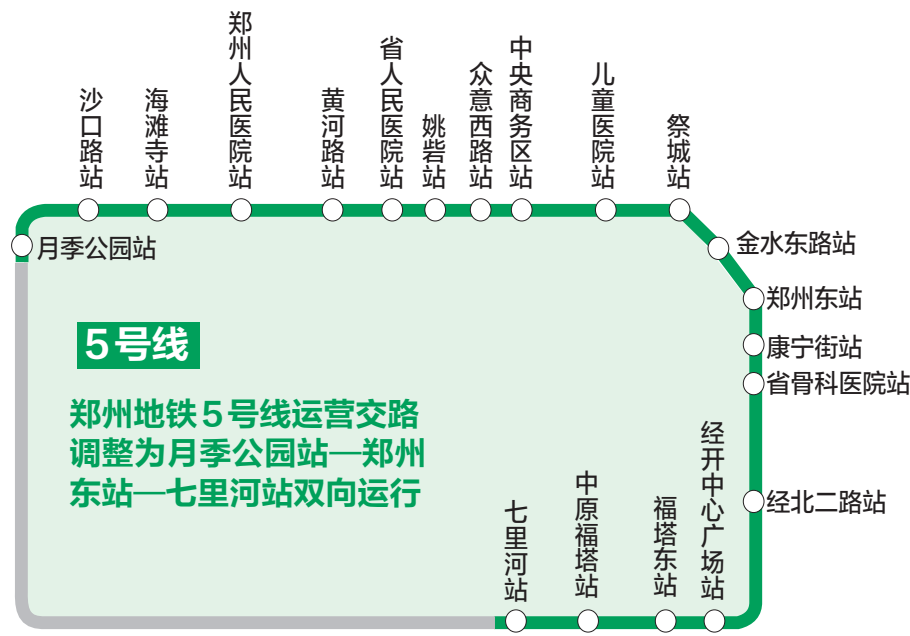 沙口路站
海滩寺站
郑州人民医院站
黄河路站
省人民医院站
姚砦站
众意西路站
中央商务区站
儿童医院站
祭城站
月季公园站
金水东路站
郑州东站
康宁街站
省骨科医院站
经北二路站
5号线
郑州地铁5号线运营交路
调整为月季公园站—郑州
东站—七里河站双向运行
七里河站
中原福塔站
福塔东站
经开中心广场站